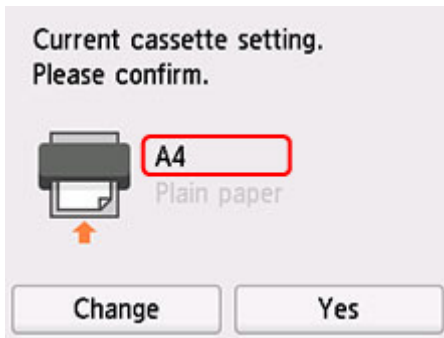 Current cassette setting.
Please confirm.
A4
Plain paper
Change
Yes